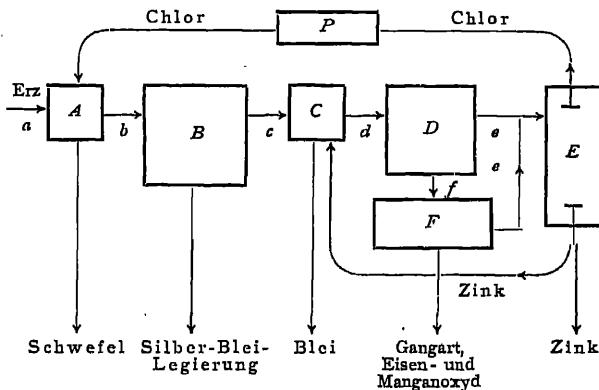 Chlor
P
Chlor
Erz
a
A
b
B
c
C
d
D
e
e
E
f
F
Zink
Schwefel
Silber-Blei-
Legierung
Blei
Gangart,
Eisen- und
Manganoxyd
Zink